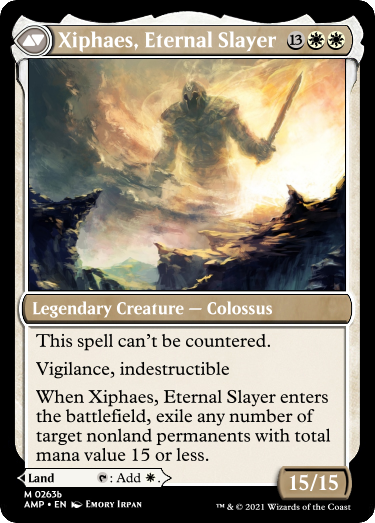 Xiphaes, Eternal Slayer 13
Legendary Creature — Colossus
This spell can't be countered.
Vigilance, indestructible
When Xiphaes, Eternal Slayer enters
the battlefield, exile any number of
target nonland permanents with total
mana value 15 or less.
Land : Add .
15/15
M 0263b
AMP • EN EMORY IRPAN
™ & © 2021 Wizards of the Coast